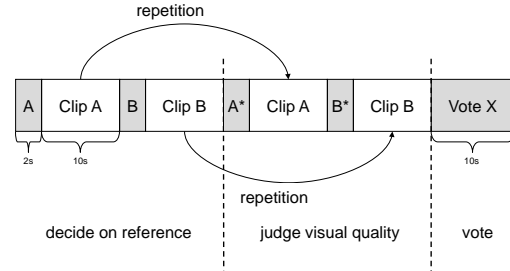 repetition
A
Clip A
B
Clip B
A*
Clip A
B*
Clip B
Vote X
2s
10s
10s
repetition
decide on reference
judge visual quality
vote